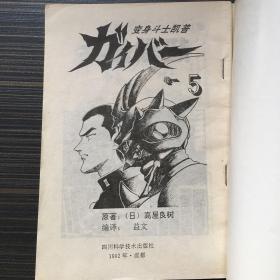 变身斗士凯普
ガイバー
5
原著：（日）高屋良树
编译：益文
四川科学技术出版社
1992年·成都